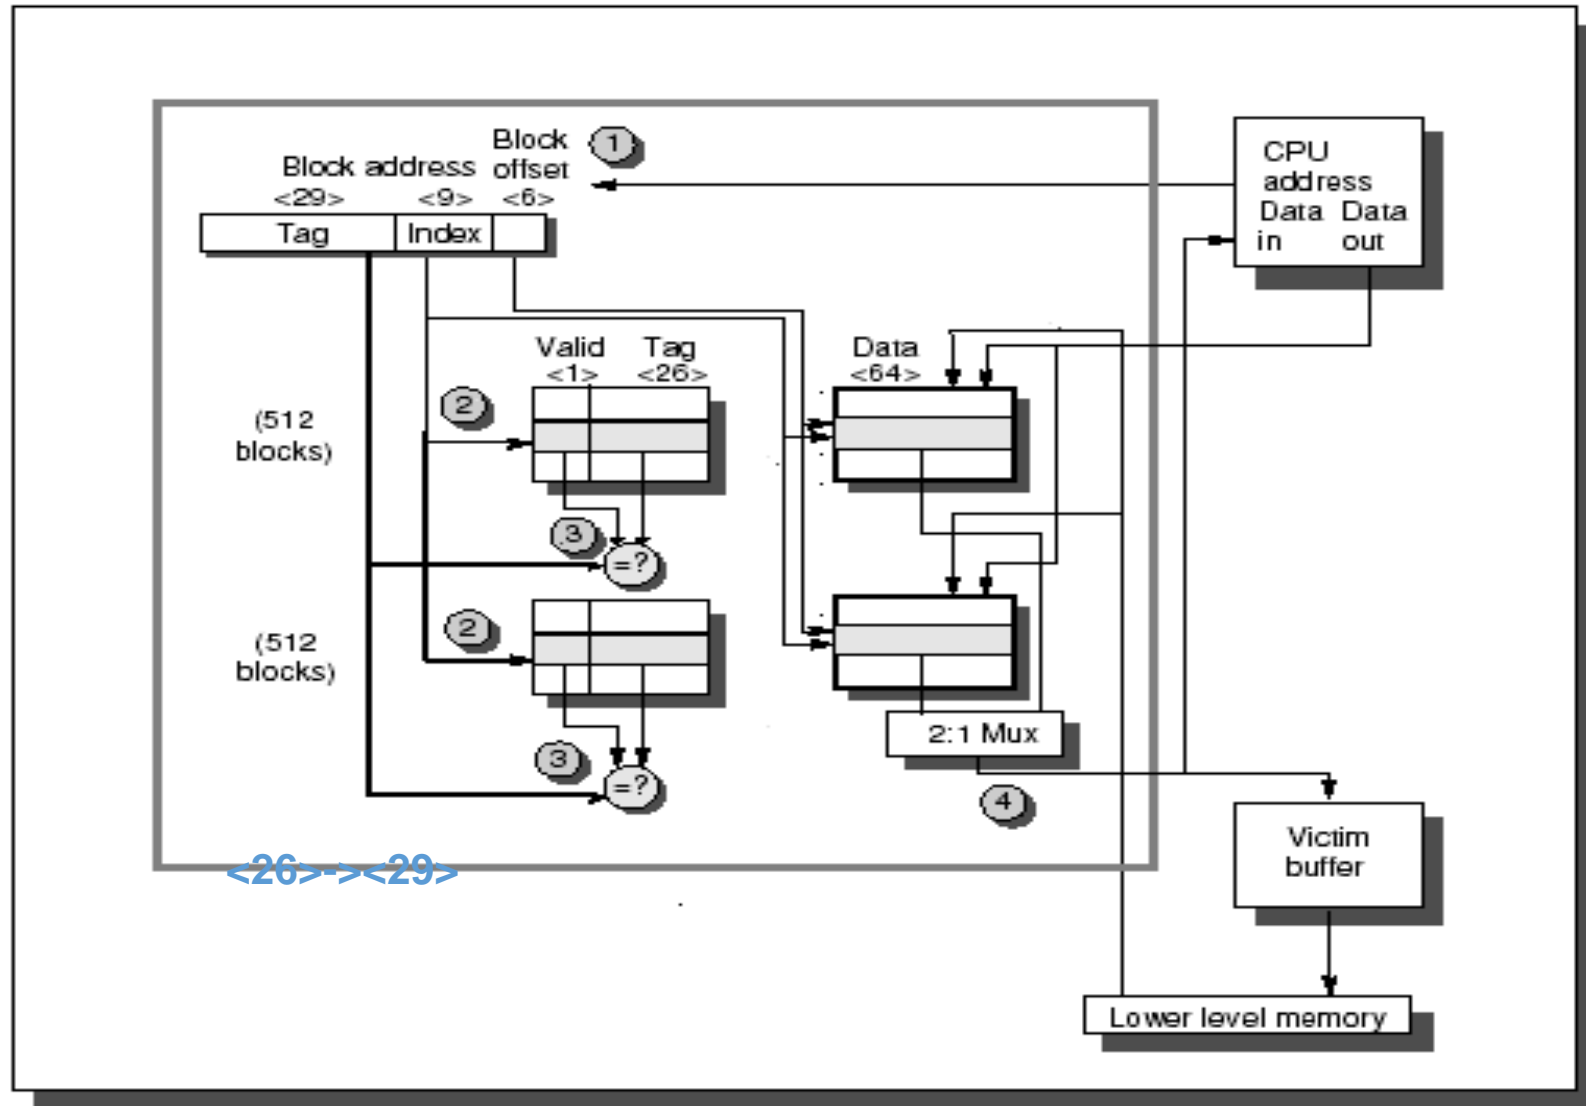 Block address
Block
offset
1
<29>
<9>
<6>
Tag
Index
CPU
address
Data Data
in out
Valid
<1>
Tag
<26>
Data
<64>
(512
blocks)
2
3
=?
(512
blocks)
2
3
=?
2:1 Mux
4
Victim
buffer
<26>-><29>
Lower level memory